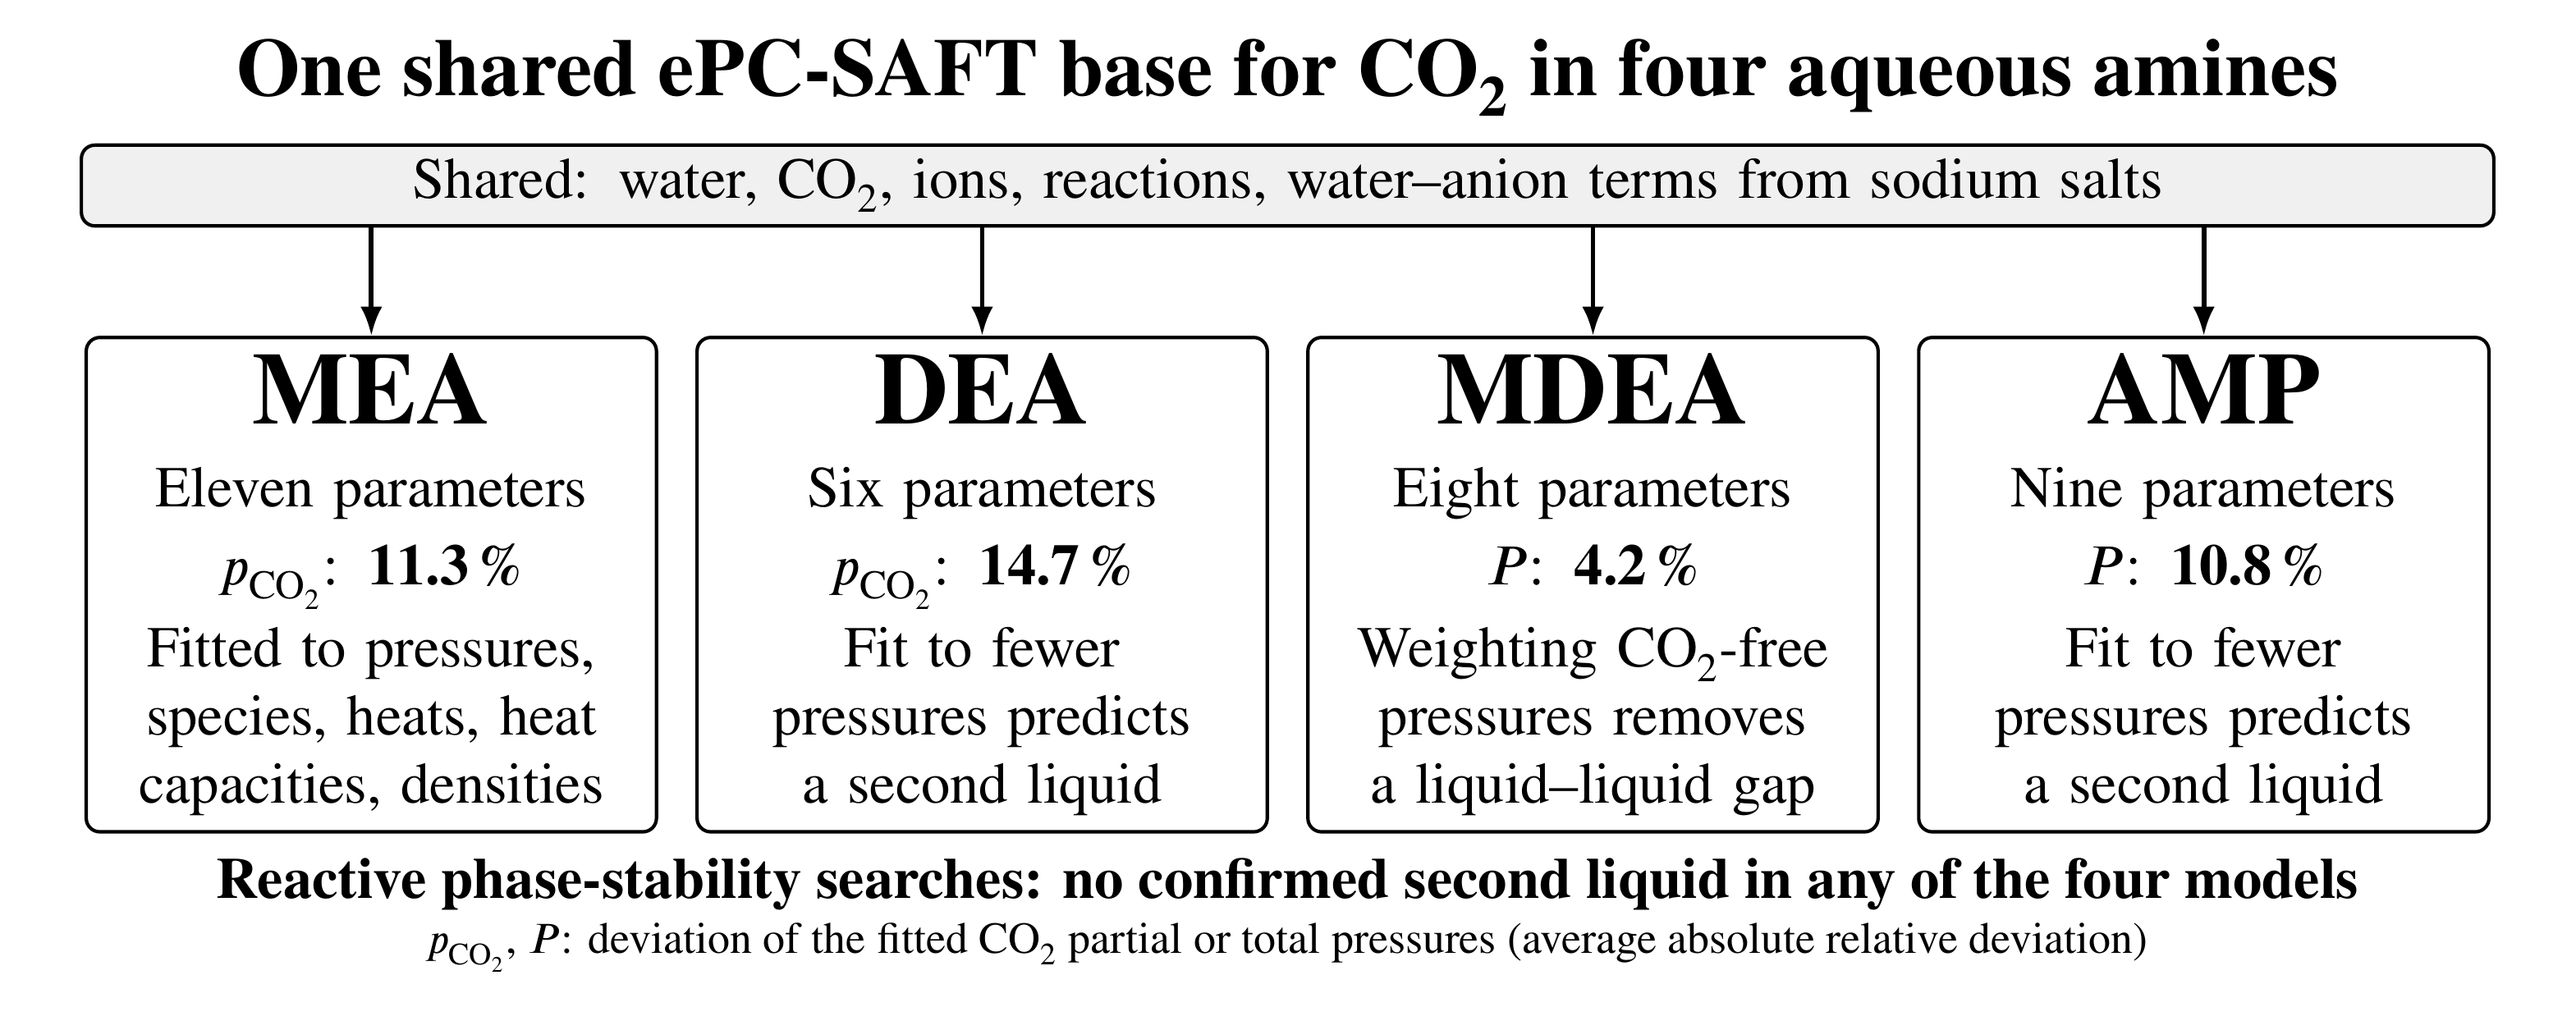 One shared ePC-SAFT base for CO₂ in four aqueous amines
Shared: water, CO₂, ions, reactions, water–anion terms from sodium salts
MEA
Eleven parameters
p_CO₂: 11.3 %
Fitted to pressures,
species, heats, heat
capacities, densities
DEA
Six parameters
p_CO₂: 14.7 %
Fit to fewer
pressures predicts
a second liquid
MDEA
Eight parameters
P: 4.2 %
Weighting CO₂-free
pressures removes
a liquid–liquid gap
AMP
Nine parameters
P: 10.8 %
Fit to fewer
pressures predicts
a second liquid
Reactive phase-stability searches: no confirmed second liquid in any of the four models
p_CO₂, P: deviation of the fitted CO₂ partial or total pressures (average absolute relative deviation)